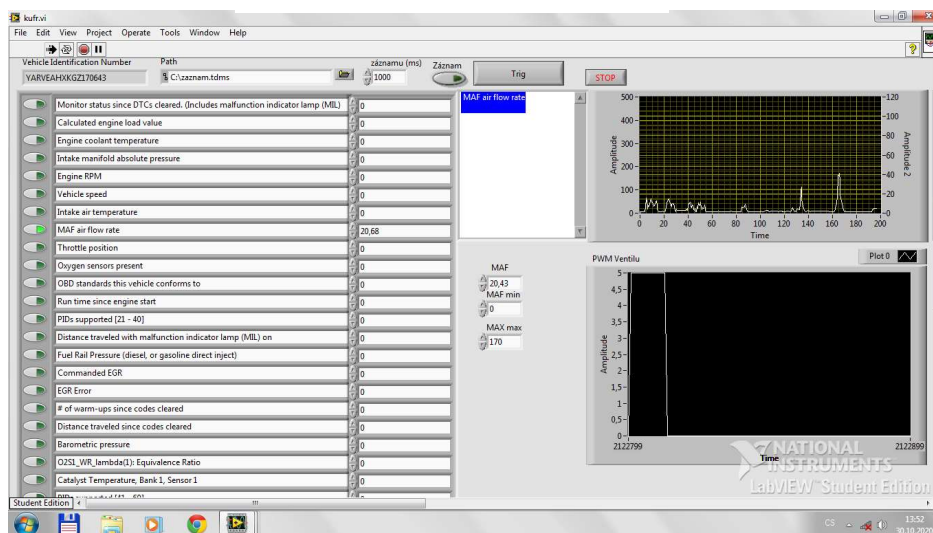 kufr.vi
File Edit View Project Operate Tools Window Help
Vehicle Identification Number Path záznamu (ms) Záznam
YARVEAHXKGZ170643 C:\zaznam.tdms 1000 Trig STOP
Monitor status since DTCs cleared. (Includes malfunction indicator lamp (MIL) 0
Calculated engine load value 0
Engine coolant temperature 0
Intake manifold absolute pressure 0
Engine RPM 0
Vehicle speed 0
Intake air temperature 0
MAF air flow rate 20,68
Throttle position 0
Oxygen sensors present 0
OBD standards this vehicle conforms to 0
Run time since engine start 0
PIDs supported [21 - 40] 0
Distance traveled with malfunction indicator lamp (MIL) on 0
Fuel Rail Pressure (diesel, or gasoline direct inject) 0
Commanded EGR 0
EGR Error 0
# of warm-ups since codes cleared 0
Distance traveled since codes cleared 0
Barometric pressure 0
O2S1_WR_lambda(1): Equivalence Ratio 0
Catalyst Temperature, Bank 1, Sensor 1 0
MAF air flow rate
MAF
20,43
MAF min
0
MAX max
170
500
400
300
200
100
0
Amplitude
120
100
80
60
40
20
0
Amplitude 2
0 20 40 60 80 100 120 140 160 180 200
Time
PWM Ventilu Plot 0
5
4,5
4
3,5
3
2,5
2
1,5
1
0,5
0
Amplitude
2122799 2122899
Time
NATIONAL
INSTRUMENTS
LabVIEW Student Edition
Student Edition
CS 13:52
30.10.2020